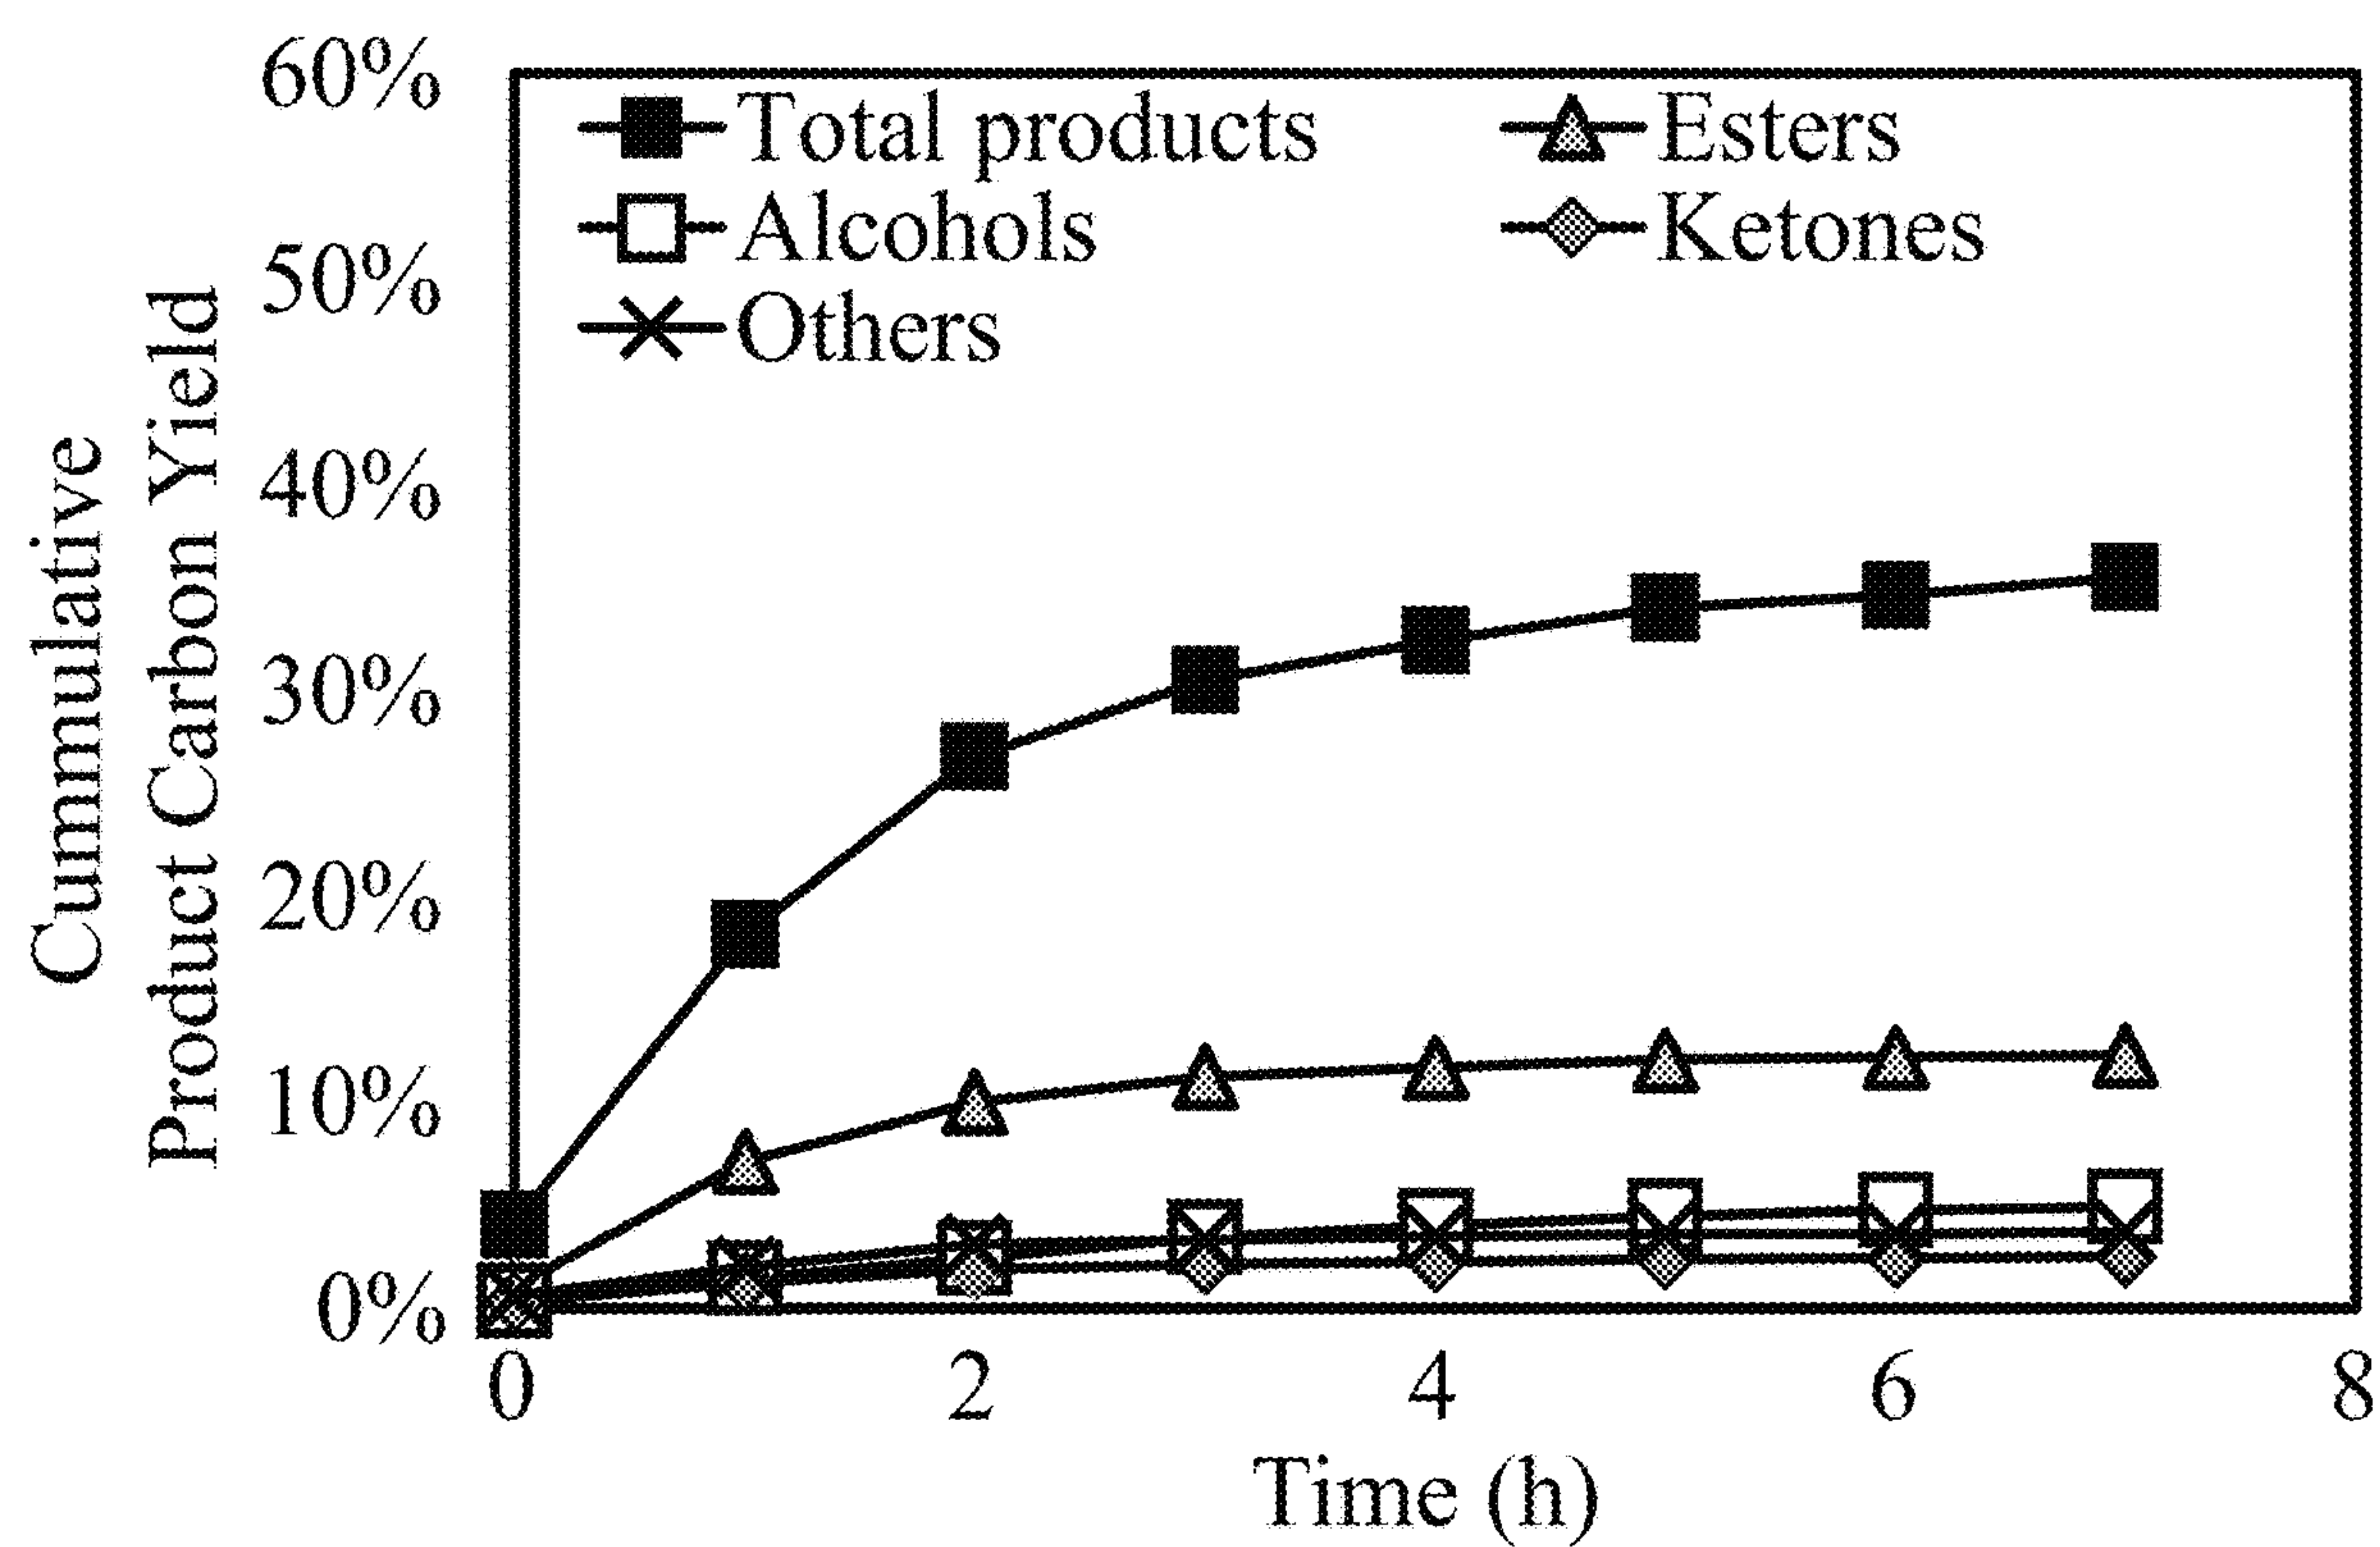 60%
50%
40%
30%
20%
10%
0%
Cummulative
Product Carbon Yield
Total products
Esters
Alcohols
Ketones
Others
0 2 4 6 8
Time (h)